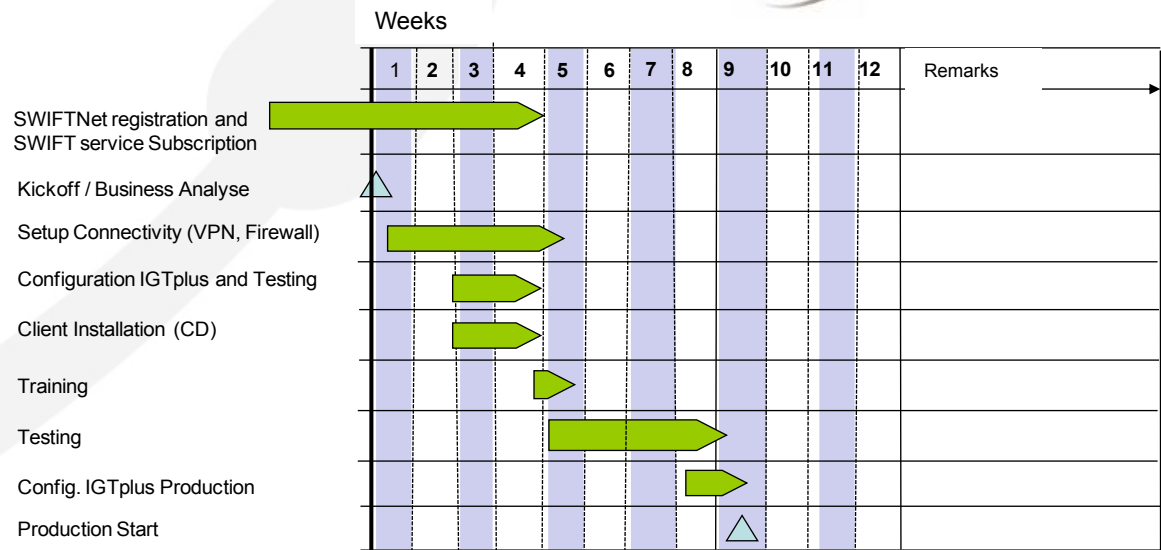 Weeks
1 2 3 4 5 6 7 8 9 10 11 12 Remarks
SWIFTNet registration and
SWIFT service Subscription
Kickoff / Business Analyse
Setup Connectivity (VPN, Firewall)
Configuration IGTplus and Testing
Client Installation (CD)
Training
Testing
Config. IGTplus Production
Production Start